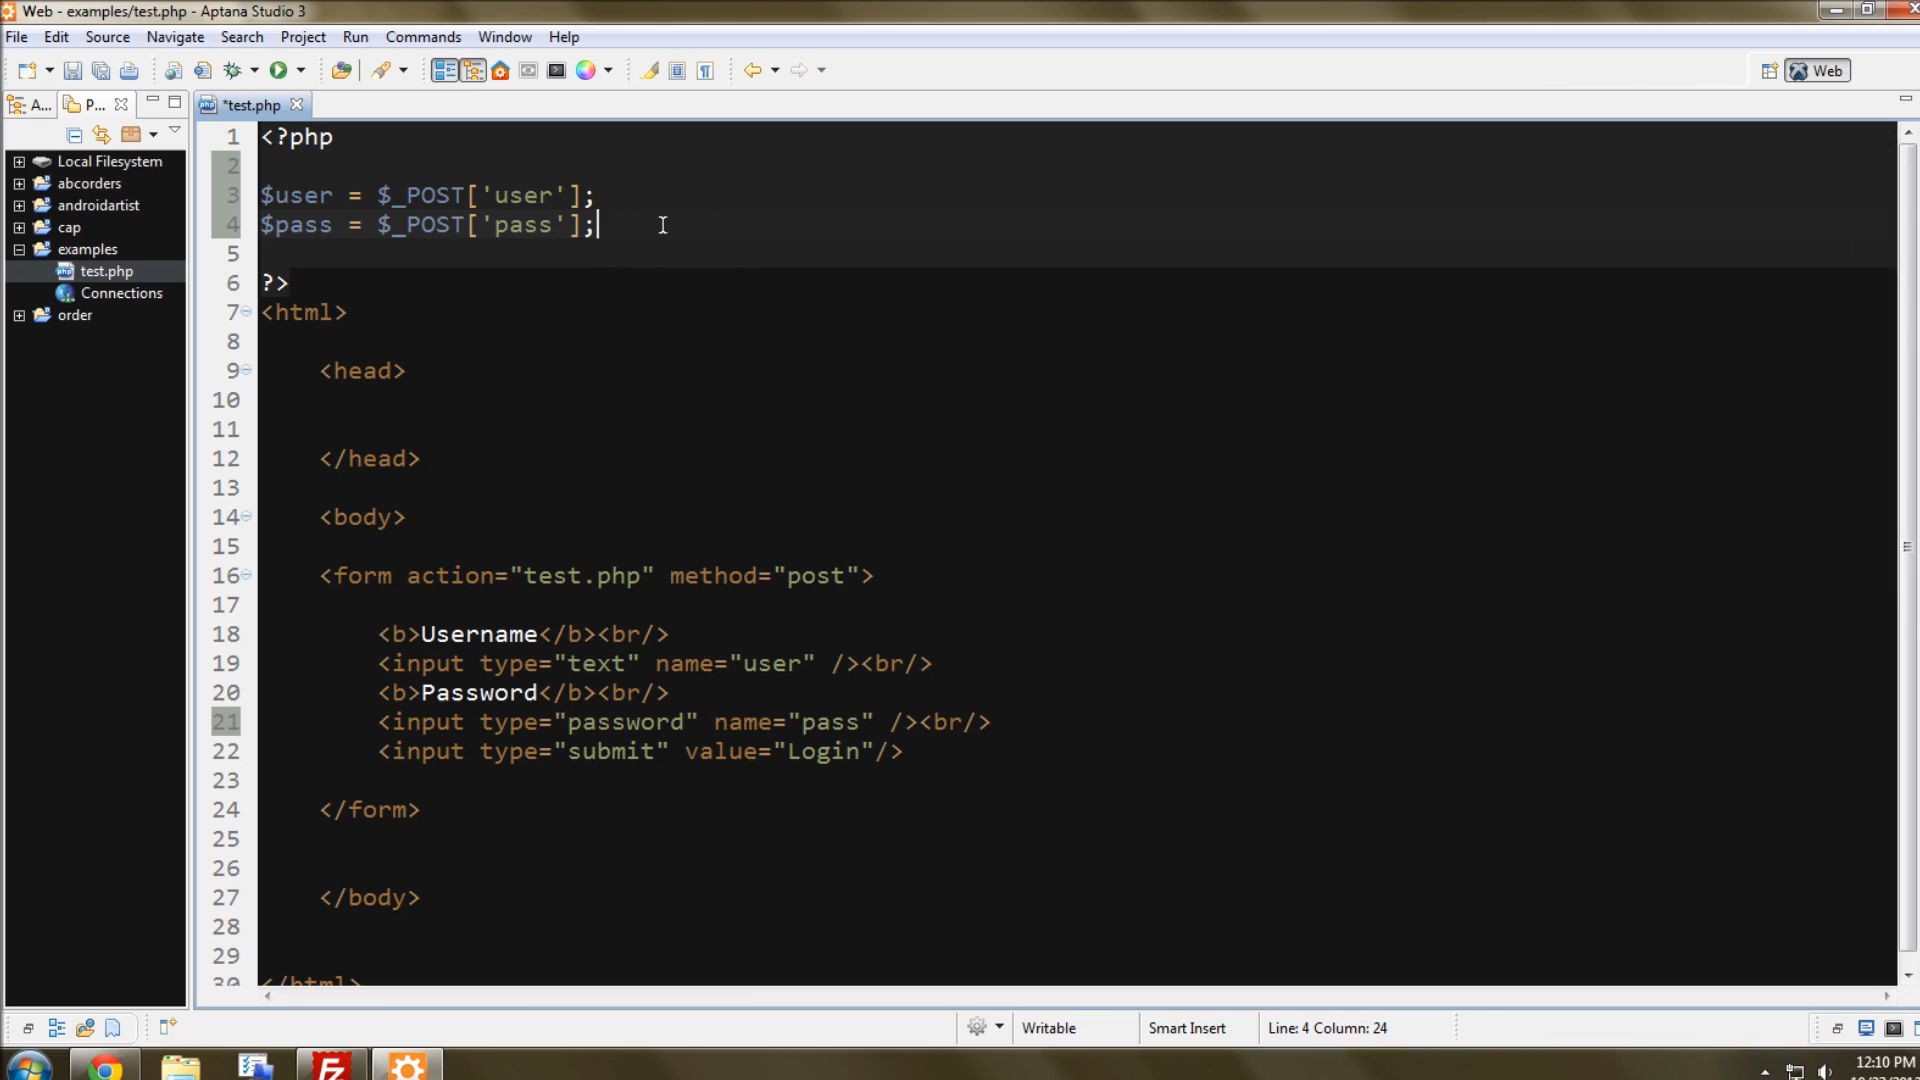 Web - examples/test.php - Aptana Studio 3
File Edit Source Navigate Search Project Run Commands Window Help
Web
A... P... *test.php
Local Filesystem
abcorders
androidartist
cap
examples
test.php
Connections
order
1 <?php
2
3 $user = $_POST['user'];
4 $pass = $_POST['pass'];
5
6 ?>
7 <html>
8
9 <head>
10
11
12 </head>
13
14 <body>
15
16 <form action="test.php" method="post">
17
18 <b>Username</b><br/>
19 <input type="text" name="user" /><br/>
20 <b>Password</b><br/>
21 <input type="password" name="pass" /><br/>
22 <input type="submit" value="Login"/>
23
24 </form>
25
26
27 </body>
28
29
30 </html>
Writable Smart Insert Line: 4 Column: 24
12:10 PM